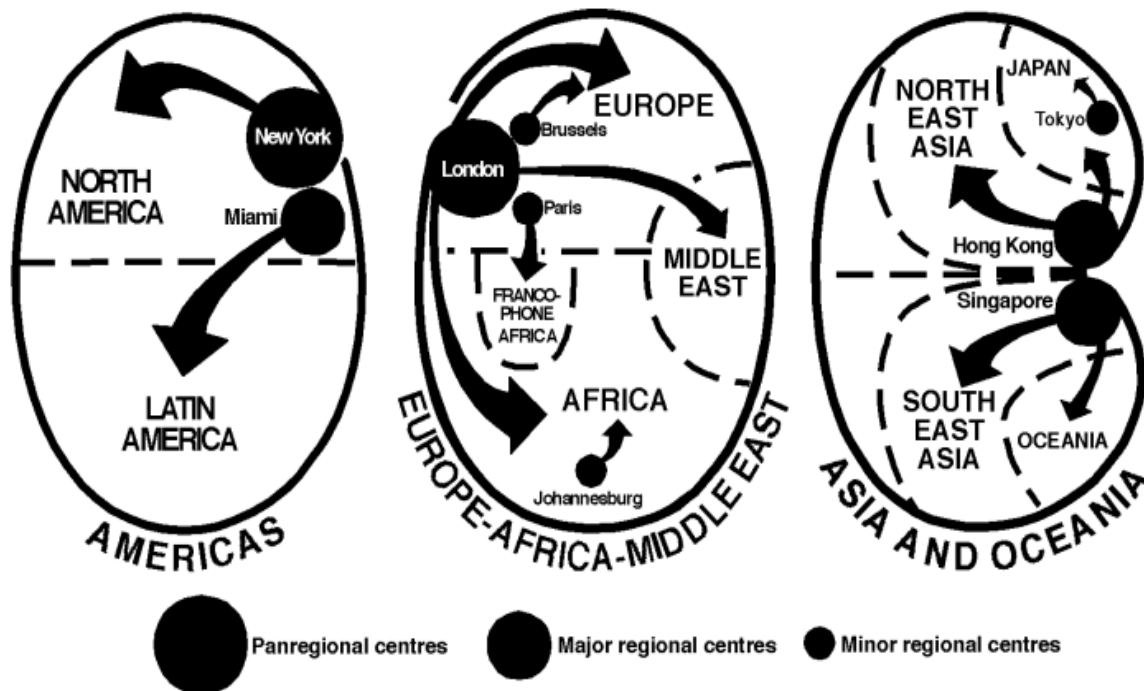 New York
NORTH
AMERICA
Miami
LATIN
AMERICA
AMERICAS
EUROPE
Brussels
London
Paris
MIDDLE
EAST
FRANCO-
PHONE
AFRICA
AFRICA
Johannesburg
EUROPE-AFRICA-MIDDLE EAST
JAPAN
NORTH
EAST
ASIA
Tokyo
Hong Kong
Singapore
SOUTH
EAST
ASIA
OCEANIA
ASIA AND OCEANIA
Panregional centres
Major regional centres
Minor regional centres